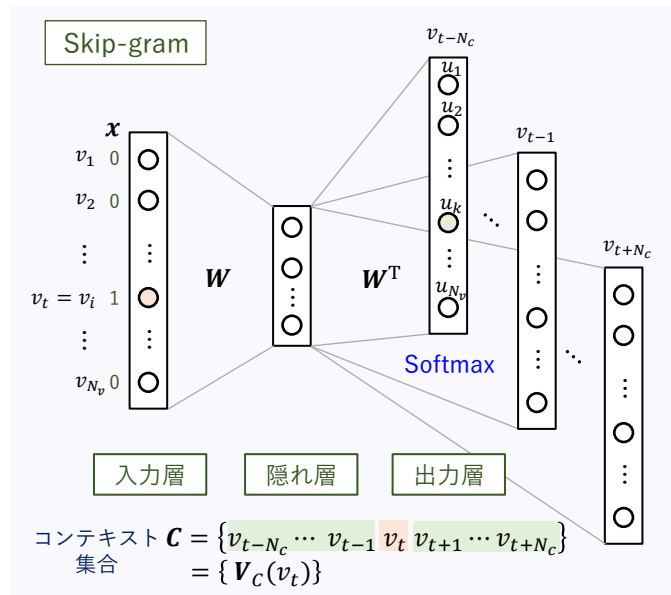 Skip-gram
v_{t−N_c}
u_1
u_2
⋮
u_k
⋮
u_{N_v}
x
v_1 0
v_2 0
⋮ ⋮
v_t = v_i 1
⋮ ⋮
v_{N_v} 0
W
⋮
W^T
⋱
v_{t−1}
⋮
⋮
⋱
v_{t+N_c}
⋮
⋮
Softmax
入力層 隠れ層 出力層
コンテキスト C = {v_{t−N_c} ⋯ v_{t−1} v_t v_{t+1} ⋯ v_{t+N_c}}
集合 = { V_C(v_t)}